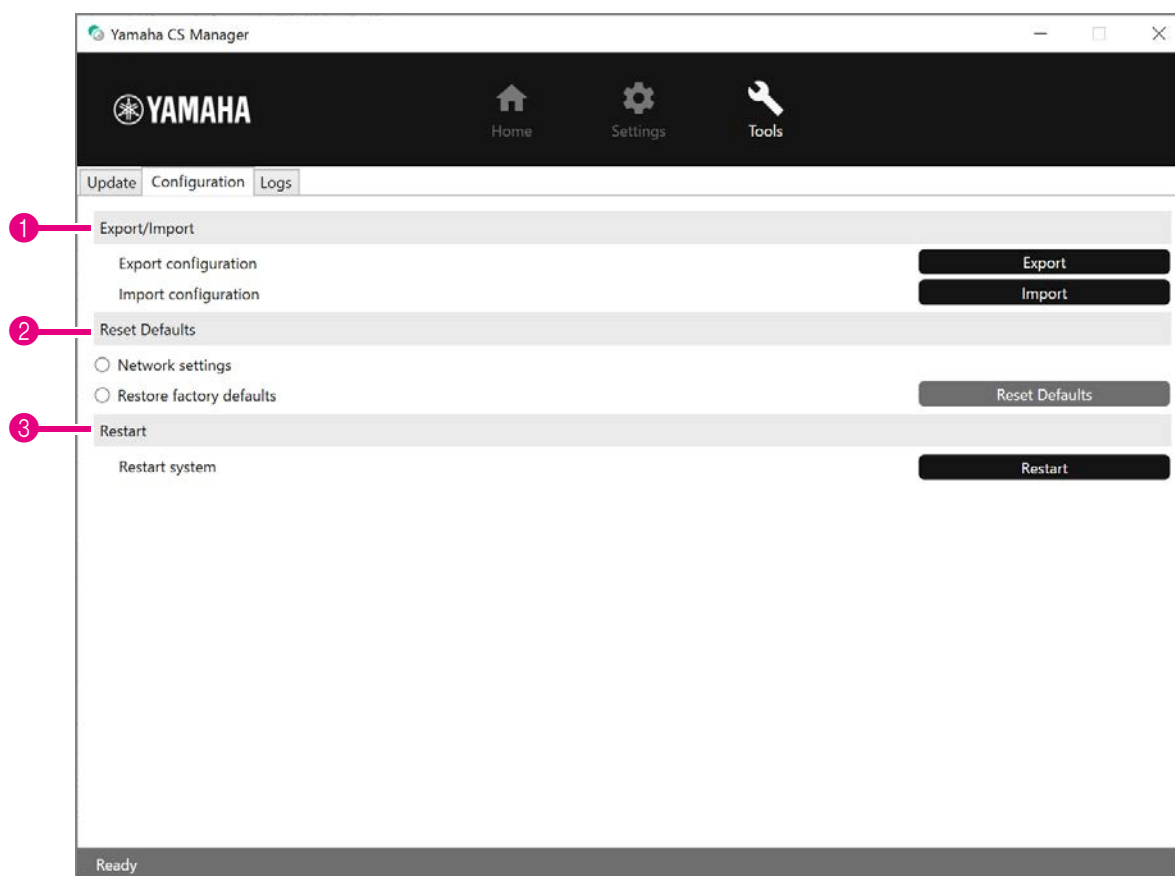 Yamaha CS Manager
YAMAHA
Home
Settings
Tools
Update
Configuration
Logs
1
Export/Import
Export configuration
Export
Import configuration
Import
2
Reset Defaults
Network settings
Restore factory defaults
Reset Defaults
3
Restart
Restart system
Restart
Ready